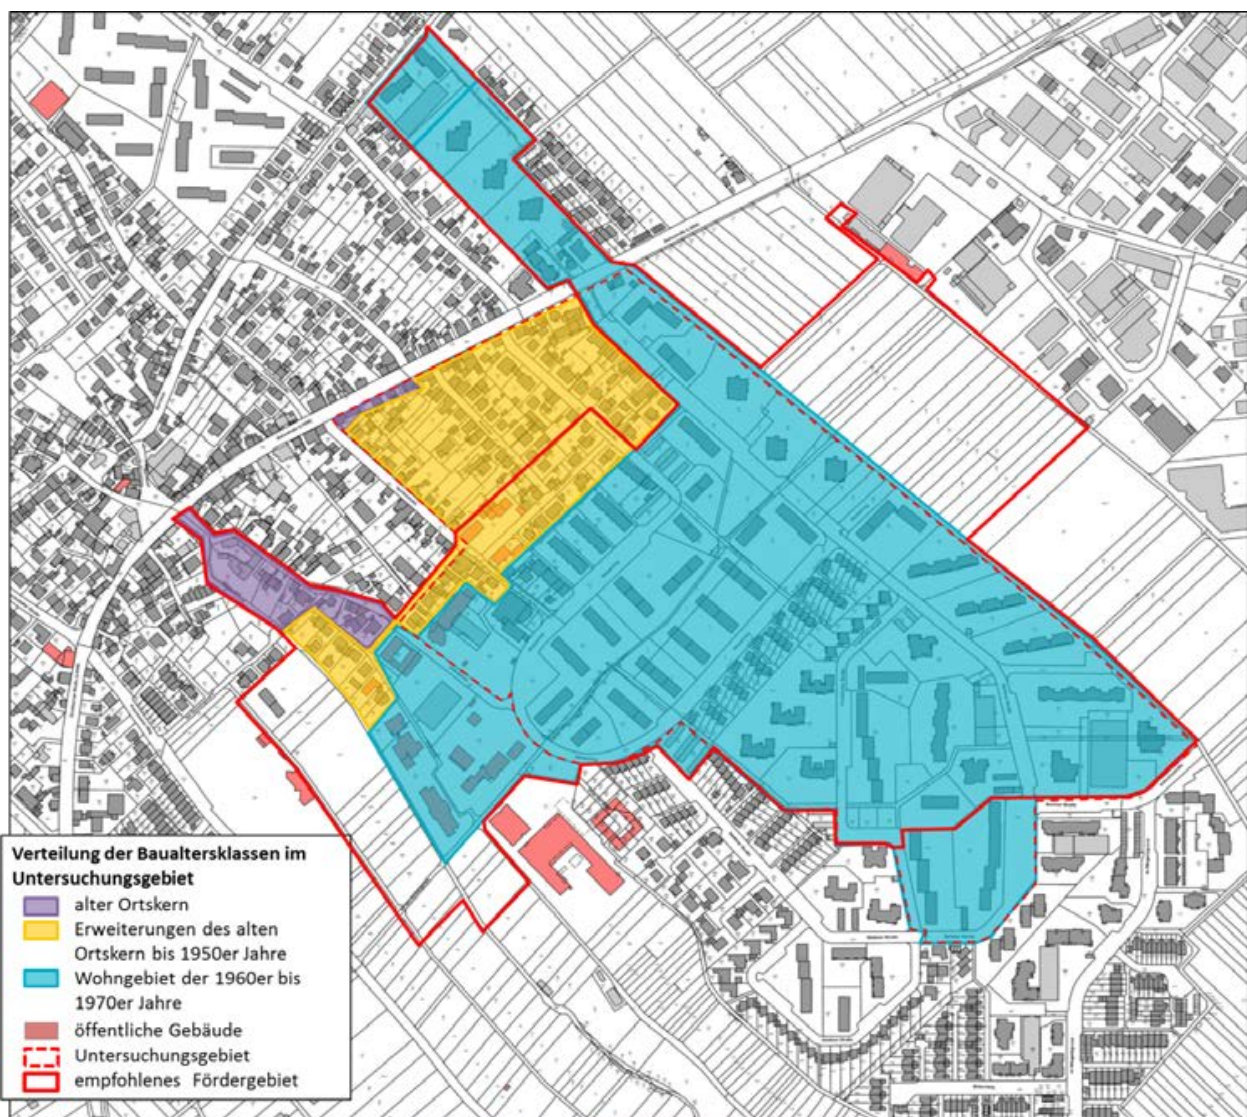 Verteilung der Baualtersklassen im
Untersuchungsgebiet
alter Ortskern
Erweiterungen des alten
Ortskern bis 1950er Jahre
Wohngebiet der 1960er bis
1970er Jahre
öffentliche Gebäude
Untersuchungsgebiet
empfohlenes Fördergebiet